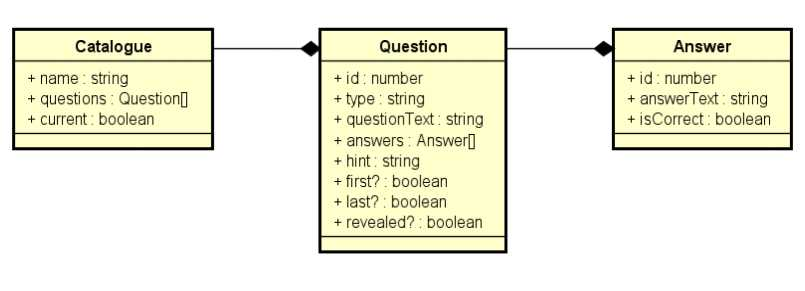 Catalogue
+ name : string
+ questions : Question[]
+ current : boolean
Question
+ id : number
+ type : string
+ questionText : string
+ answers : Answer[]
+ hint : string
+ first? : boolean
+ last? : boolean
+ revealed? : boolean
Answer
+ id : number
+ answerText : string
+ isCorrect : boolean